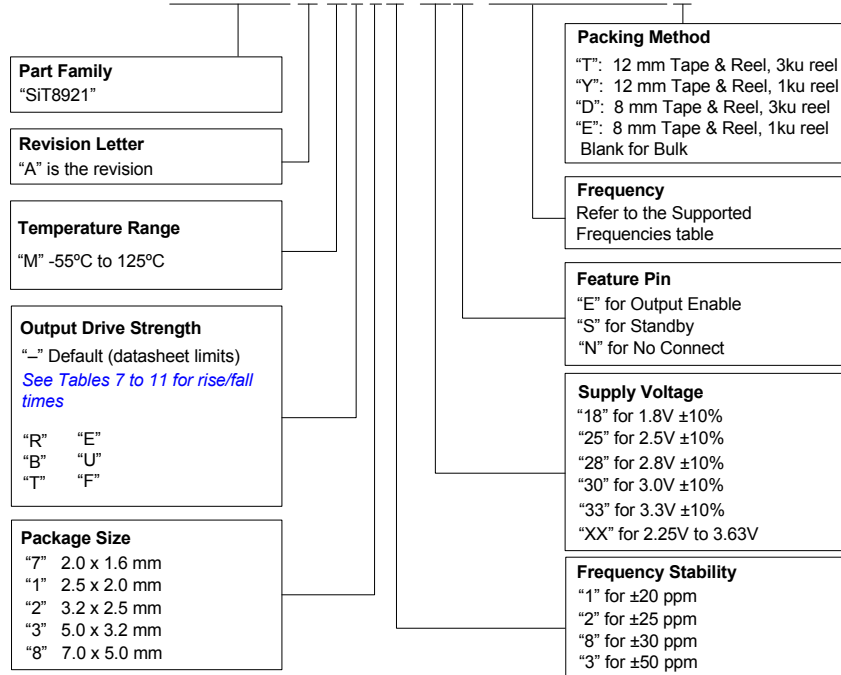 Part Family
“SiT8921”
Revision Letter
“A” is the revision
Temperature Range
“M” -55ºC to 125ºC
Output Drive Strength
“–” Default (datasheet limits)
See Tables 7 to 11 for rise/fall
times
“R” “E”
“B” “U”
“T” “F”
Package Size
“7” 2.0 x 1.6 mm
“1” 2.5 x 2.0 mm
“2” 3.2 x 2.5 mm
“3” 5.0 x 3.2 mm
“8” 7.0 x 5.0 mm
Packing Method
“T”: 12 mm Tape & Reel, 3ku reel
“Y”: 12 mm Tape & Reel, 1ku reel
“D”: 8 mm Tape & Reel, 3ku reel
“E”: 8 mm Tape & Reel, 1ku reel
Blank for Bulk
Frequency
Refer to the Supported
Frequencies table
Feature Pin
“E” for Output Enable
“S” for Standby
“N” for No Connect
Supply Voltage
“18” for 1.8V ±10%
“25” for 2.5V ±10%
“28” for 2.8V ±10%
“30” for 3.0V ±10%
“33” for 3.3V ±10%
“XX” for 2.25V to 3.63V
Frequency Stability
“1” for ±20 ppm
“2” for ±25 ppm
“8” for ±30 ppm
“3” for ±50 ppm